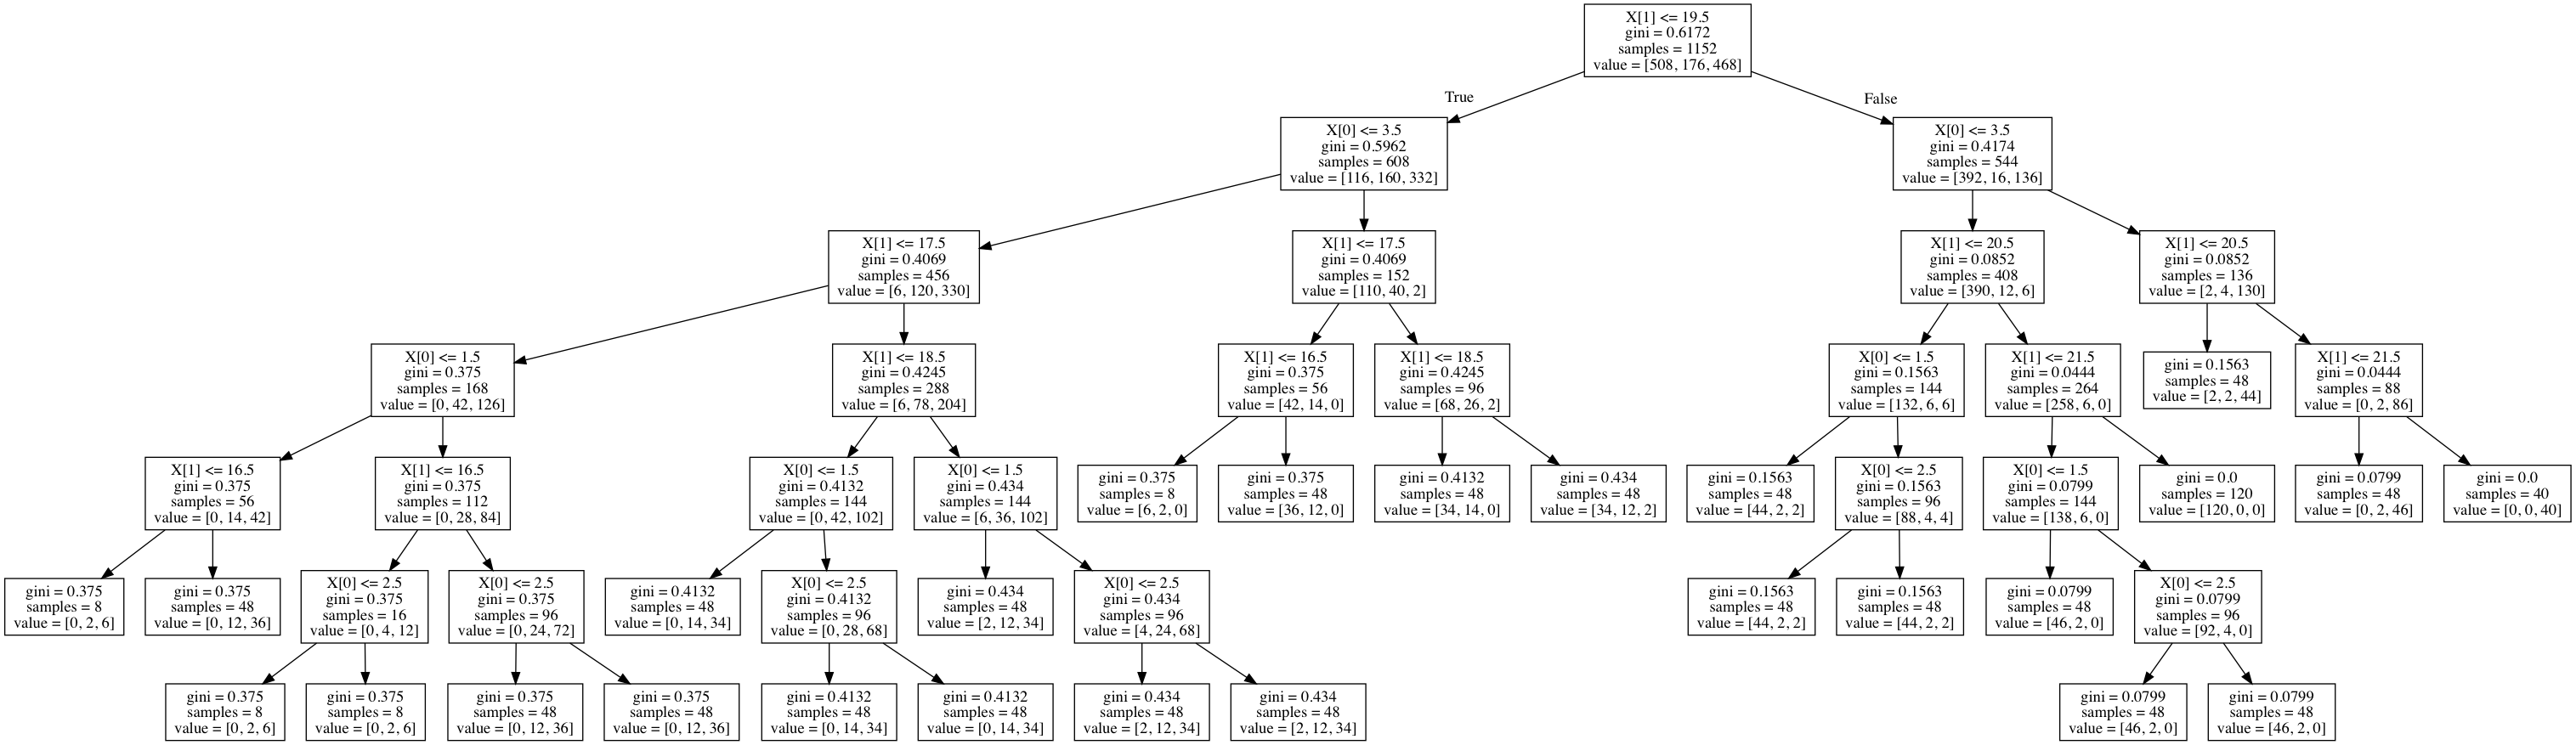 X[1] <= 19.5
gini = 0.6172
samples = 1152
value = [508, 176, 468]
True
False
X[0] <= 3.5
gini = 0.5962
samples = 608
value = [116, 160, 332]
X[0] <= 3.5
gini = 0.4174
samples = 544
value = [392, 16, 136]
X[1] <= 17.5
gini = 0.4069
samples = 456
value = [6, 120, 330]
X[1] <= 17.5
gini = 0.4069
samples = 152
value = [110, 40, 2]
X[1] <= 20.5
gini = 0.0852
samples = 408
value = [390, 12, 6]
X[1] <= 20.5
gini = 0.0852
samples = 136
value = [2, 4, 130]
X[0] <= 1.5
gini = 0.375
samples = 168
value = [0, 42, 126]
X[1] <= 18.5
gini = 0.4245
samples = 288
value = [6, 78, 204]
X[1] <= 16.5
gini = 0.375
samples = 56
value = [42, 14, 0]
X[1] <= 18.5
gini = 0.4245
samples = 96
value = [68, 26, 2]
X[0] <= 1.5
gini = 0.1563
samples = 144
value = [132, 6, 6]
X[1] <= 21.5
gini = 0.0444
samples = 264
value = [258, 6, 0]
gini = 0.1563
samples = 48
value = [2, 2, 44]
X[1] <= 21.5
gini = 0.0444
samples = 88
value = [0, 2, 86]
X[1] <= 16.5
gini = 0.375
samples = 56
value = [0, 14, 42]
X[1] <= 16.5
gini = 0.375
samples = 112
value = [0, 28, 84]
X[0] <= 1.5
gini = 0.4132
samples = 144
value = [0, 42, 102]
X[0] <= 1.5
gini = 0.434
samples = 144
value = [6, 36, 102]
gini = 0.375
samples = 8
value = [6, 2, 0]
gini = 0.375
samples = 48
value = [36, 12, 0]
gini = 0.4132
samples = 48
value = [34, 14, 0]
gini = 0.434
samples = 48
value = [34, 12, 2]
gini = 0.1563
samples = 48
value = [44, 2, 2]
X[0] <= 2.5
gini = 0.1563
samples = 96
value = [88, 4, 4]
X[0] <= 1.5
gini = 0.0799
samples = 144
value = [138, 6, 0]
gini = 0.0
samples = 120
value = [120, 0, 0]
gini = 0.0799
samples = 48
value = [0, 2, 46]
gini = 0.0
samples = 40
value = [0, 0, 40]
gini = 0.375
samples = 8
value = [0, 2, 6]
gini = 0.375
samples = 48
value = [0, 12, 36]
X[0] <= 2.5
gini = 0.375
samples = 16
value = [0, 4, 12]
X[0] <= 2.5
gini = 0.375
samples = 96
value = [0, 24, 72]
gini = 0.4132
samples = 48
value = [0, 14, 34]
X[0] <= 2.5
gini = 0.4132
samples = 96
value = [0, 28, 68]
gini = 0.434
samples = 48
value = [2, 12, 34]
X[0] <= 2.5
gini = 0.434
samples = 96
value = [4, 24, 68]
gini = 0.1563
samples = 48
value = [44, 2, 2]
gini = 0.1563
samples = 48
value = [44, 2, 2]
gini = 0.0799
samples = 48
value = [46, 2, 0]
X[0] <= 2.5
gini = 0.0799
samples = 96
value = [92, 4, 0]
gini = 0.375
samples = 8
value = [0, 2, 6]
gini = 0.375
samples = 8
value = [0, 2, 6]
gini = 0.375
samples = 48
value = [0, 12, 36]
gini = 0.375
samples = 48
value = [0, 12, 36]
gini = 0.4132
samples = 48
value = [0, 14, 34]
gini = 0.4132
samples = 48
value = [0, 14, 34]
gini = 0.434
samples = 48
value = [2, 12, 34]
gini = 0.434
samples = 48
value = [2, 12, 34]
gini = 0.0799
samples = 48
value = [46, 2, 0]
gini = 0.0799
samples = 48
value = [46, 2, 0]